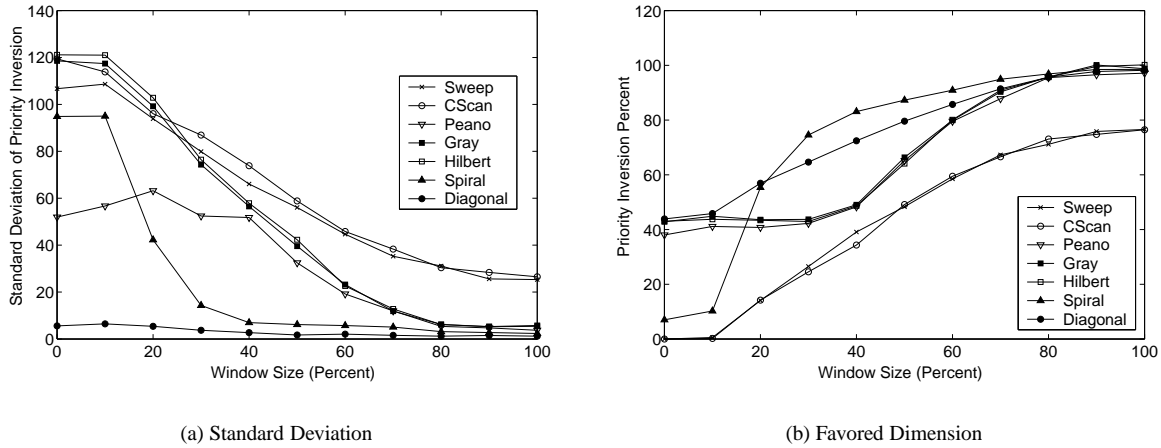 140
120
100
80
60
40
20
0
0 20 40 60 80 100
Standard Deviation of Priority Inversion
Window Size (Percent)
Sweep
CScan
Peano
Gray
Hilbert
Spiral
Diagonal
(a) Standard Deviation
120
100
80
60
40
20
0
0 20 40 60 80 100
Priority Inversion Percent
Window Size (Percent)
Sweep
CScan
Peano
Gray
Hilbert
Spiral
Diagonal
(b) Favored Dimension